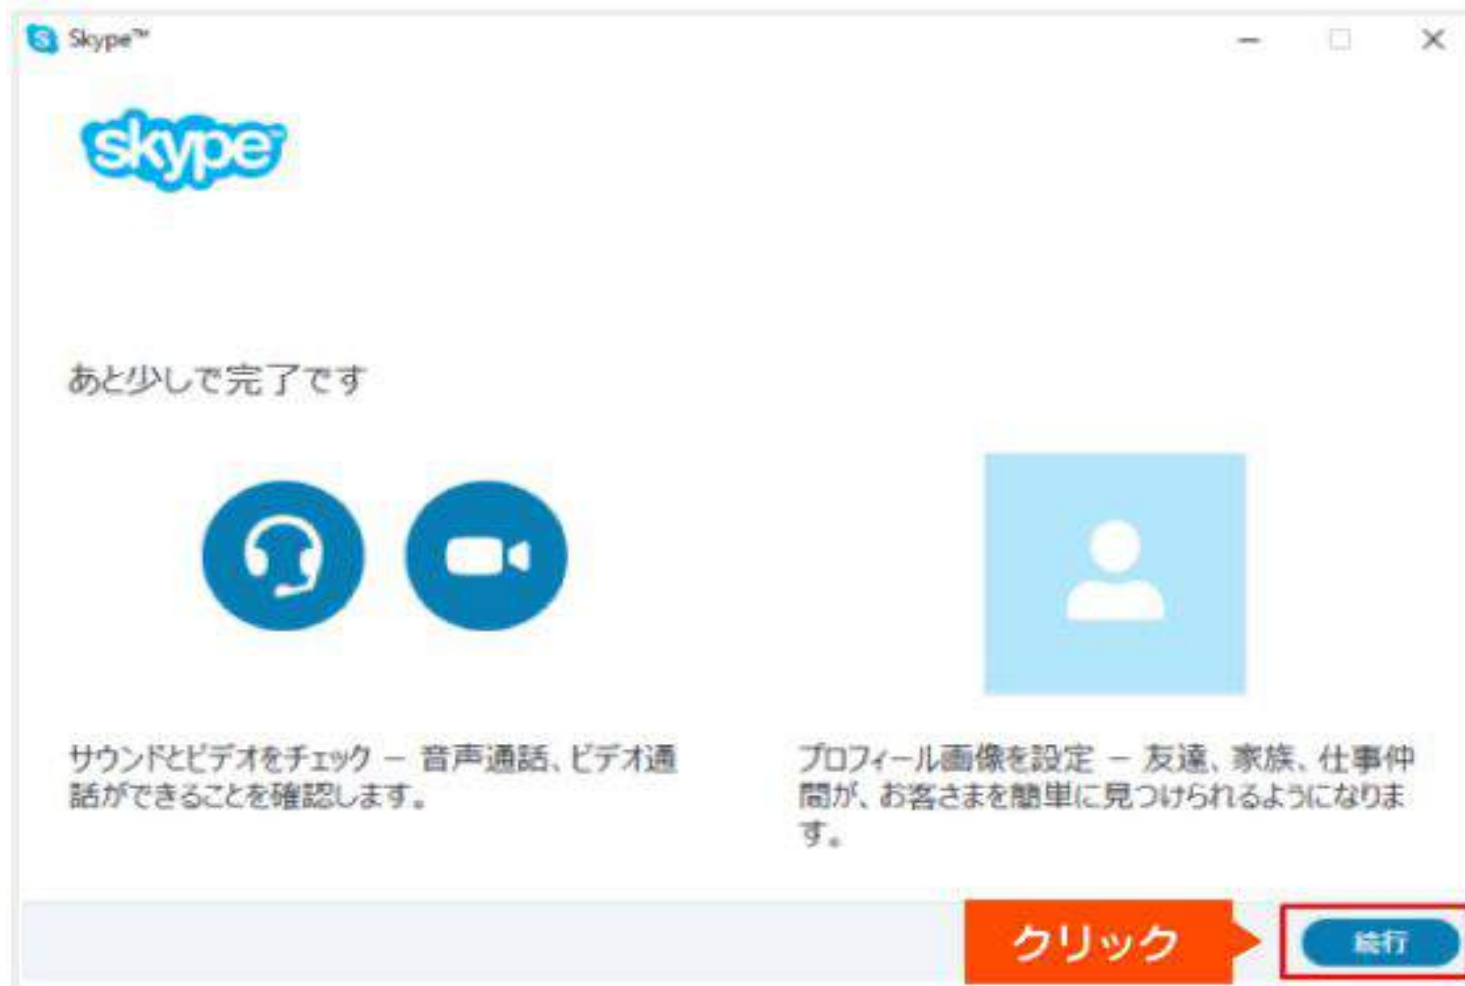 Skype™
skype™
あと少しで完了です
サウンドとビデオをチェック － 音声通話、ビデオ通
話ができることを確認します。
プロフィール画像を設定 － 友達、家族、仕事仲
間が、お客さまを簡単に見つけられるようになりま
す。
クリック
続行